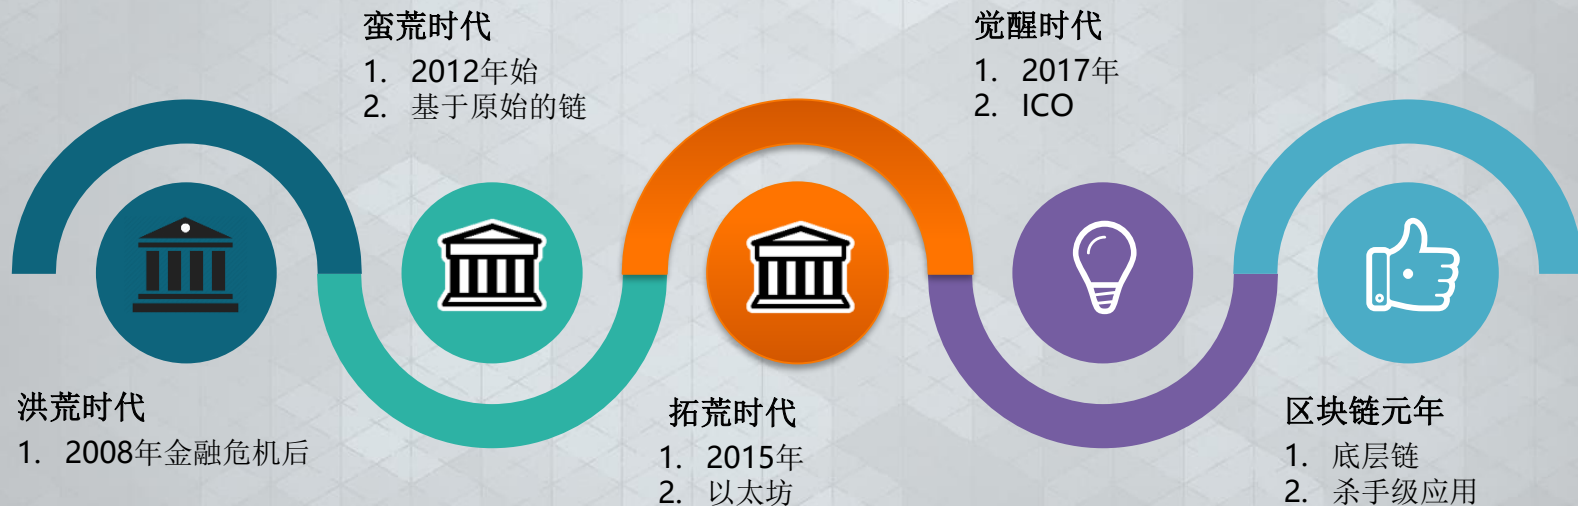 蛮荒时代
1. 2012年始
2. 基于原始的链
觉醒时代
1. 2017年
2. ICO
洪荒时代
1. 2008年金融危机后
拓荒时代
1. 2015年
2. 以太坊
区块链元年
1. 底层链
2. 杀手级应用